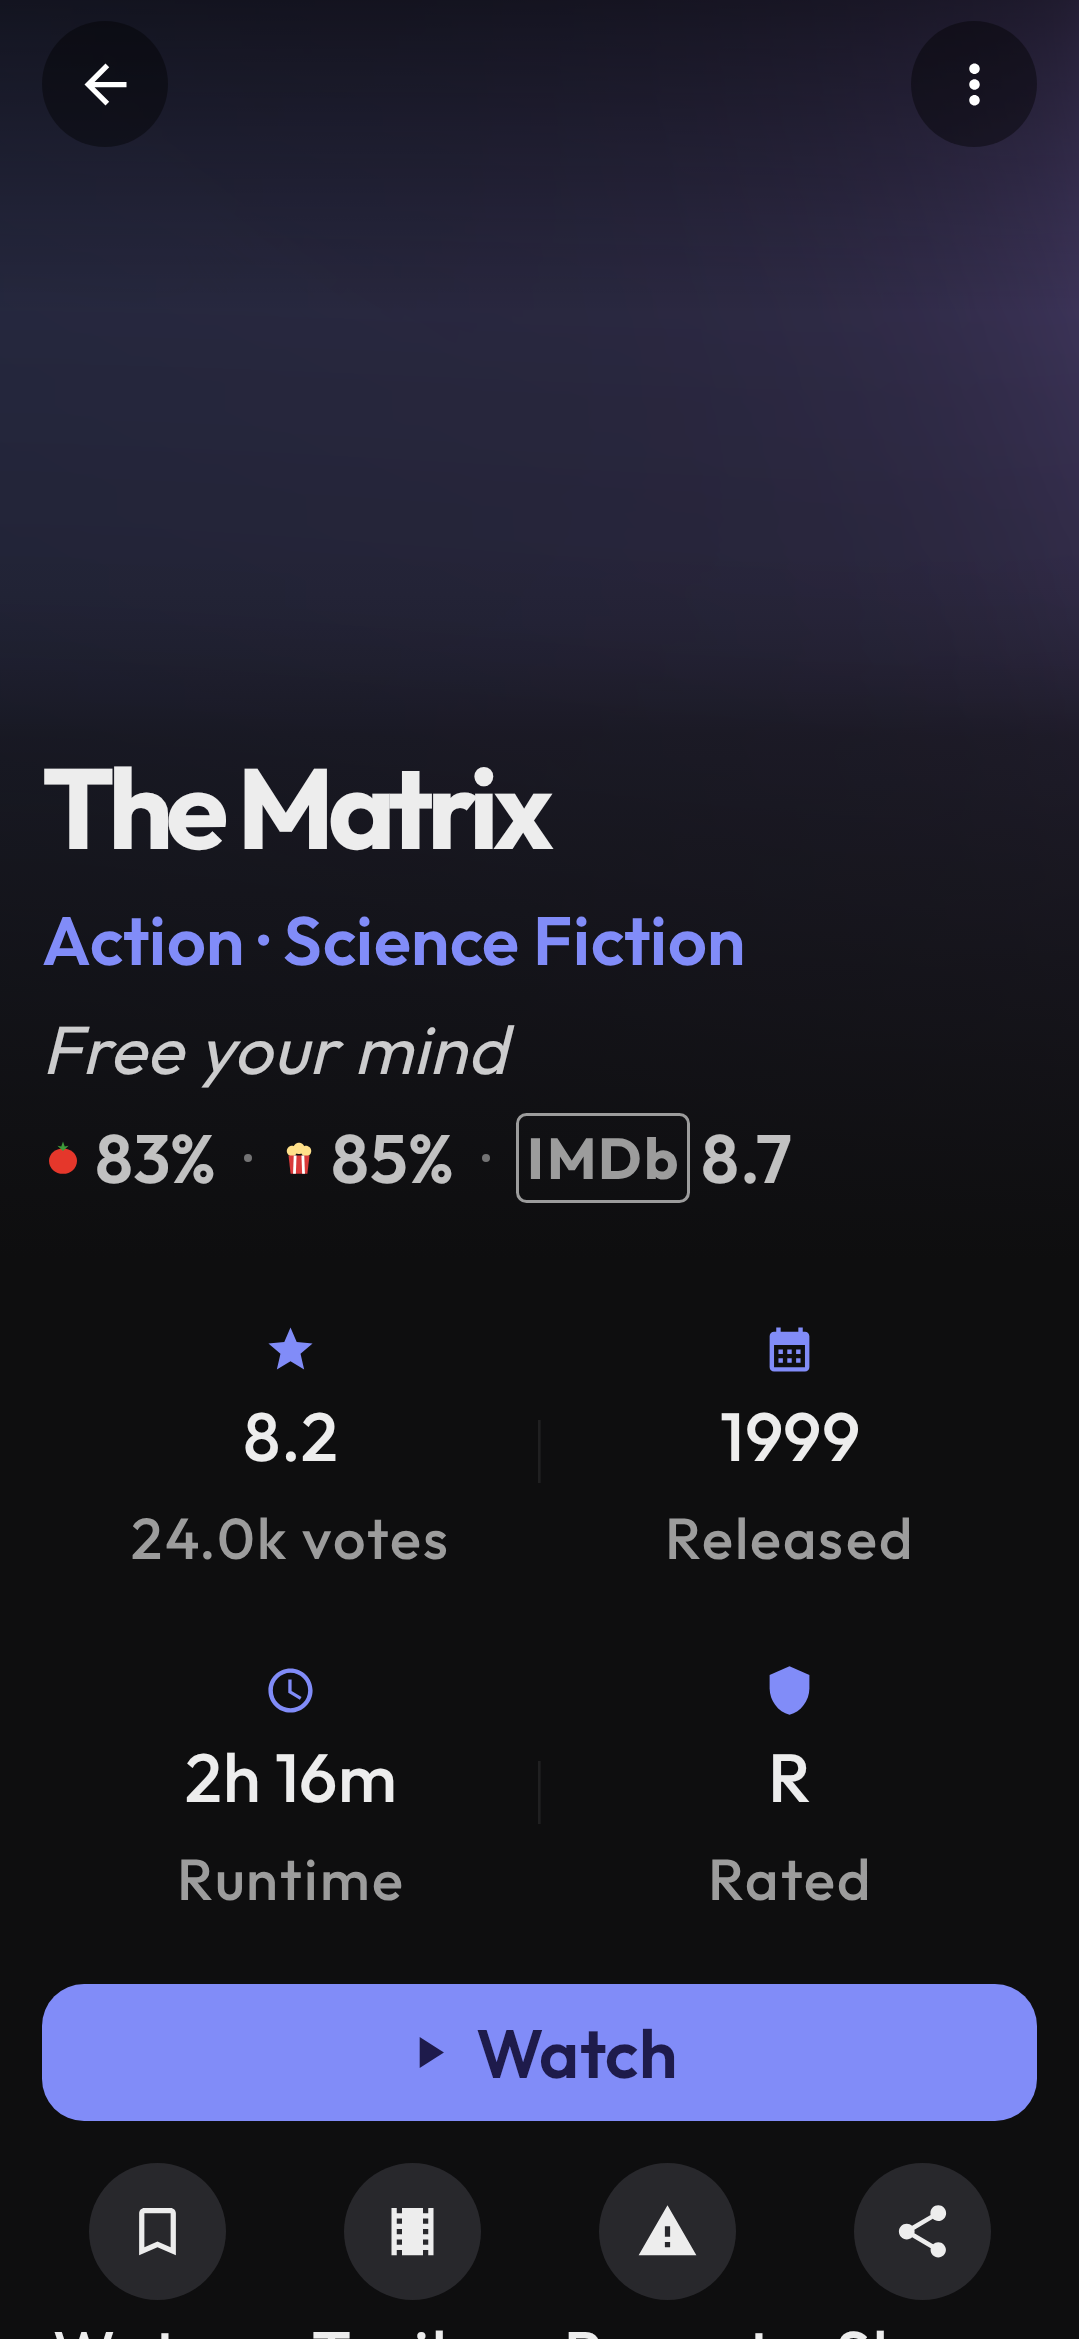 The Matrix
Action · Science Fiction
Free your mind
83% · 85% · IMDb 8.7
8.2
1999
24.0k votes
Released
2h 16m
R
Runtime
Rated
Watch